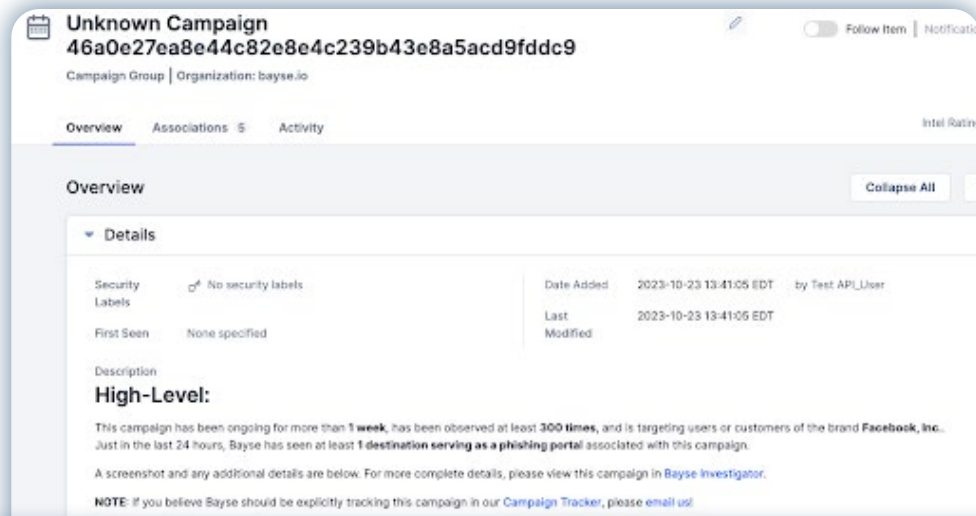 Unknown Campaign
46a0e27ea8e44c82e8e4c239b43e8a5acd9fddc9
Follow Item | Notificatio
Campaign Group | Organization: bayse.io
Overview Associations 5 Activity
Intel Ratin
Overview
Collapse All
Details
Security Labels
No security labels
Date Added 2023-10-23 13:41:05 EDT by Test API_User
Last Modified
2023-10-23 13:41:05 EDT
First Seen None specified
Description
High-Level:
This campaign has been ongoing for more than 1 week, has been observed at least 300 times, and is targeting users or customers of the brand Facebook, Inc..
Just in the last 24 hours, Bayse has seen at least 1 destination serving as a phishing portal associated with this campaign.
A screenshot and any additional details are below. For more complete details, please view this campaign in Bayse Investigator.
NOTE: If you believe Bayse should be explicitly tracking this campaign in our Campaign Tracker, please email us!